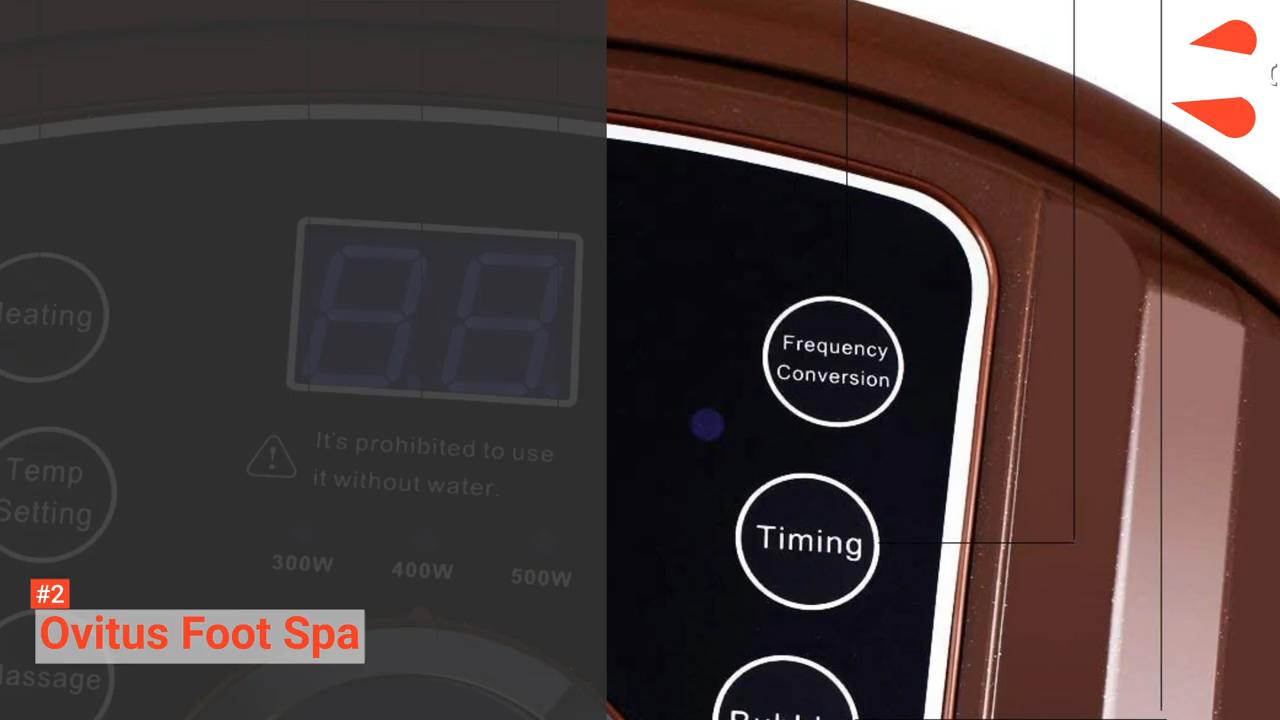 88
Frequency
Conversion
It's prohibited to use
it without water.
Temp
Setting
Timing
300W
400W
500W
#2
Ovitus Foot Spa